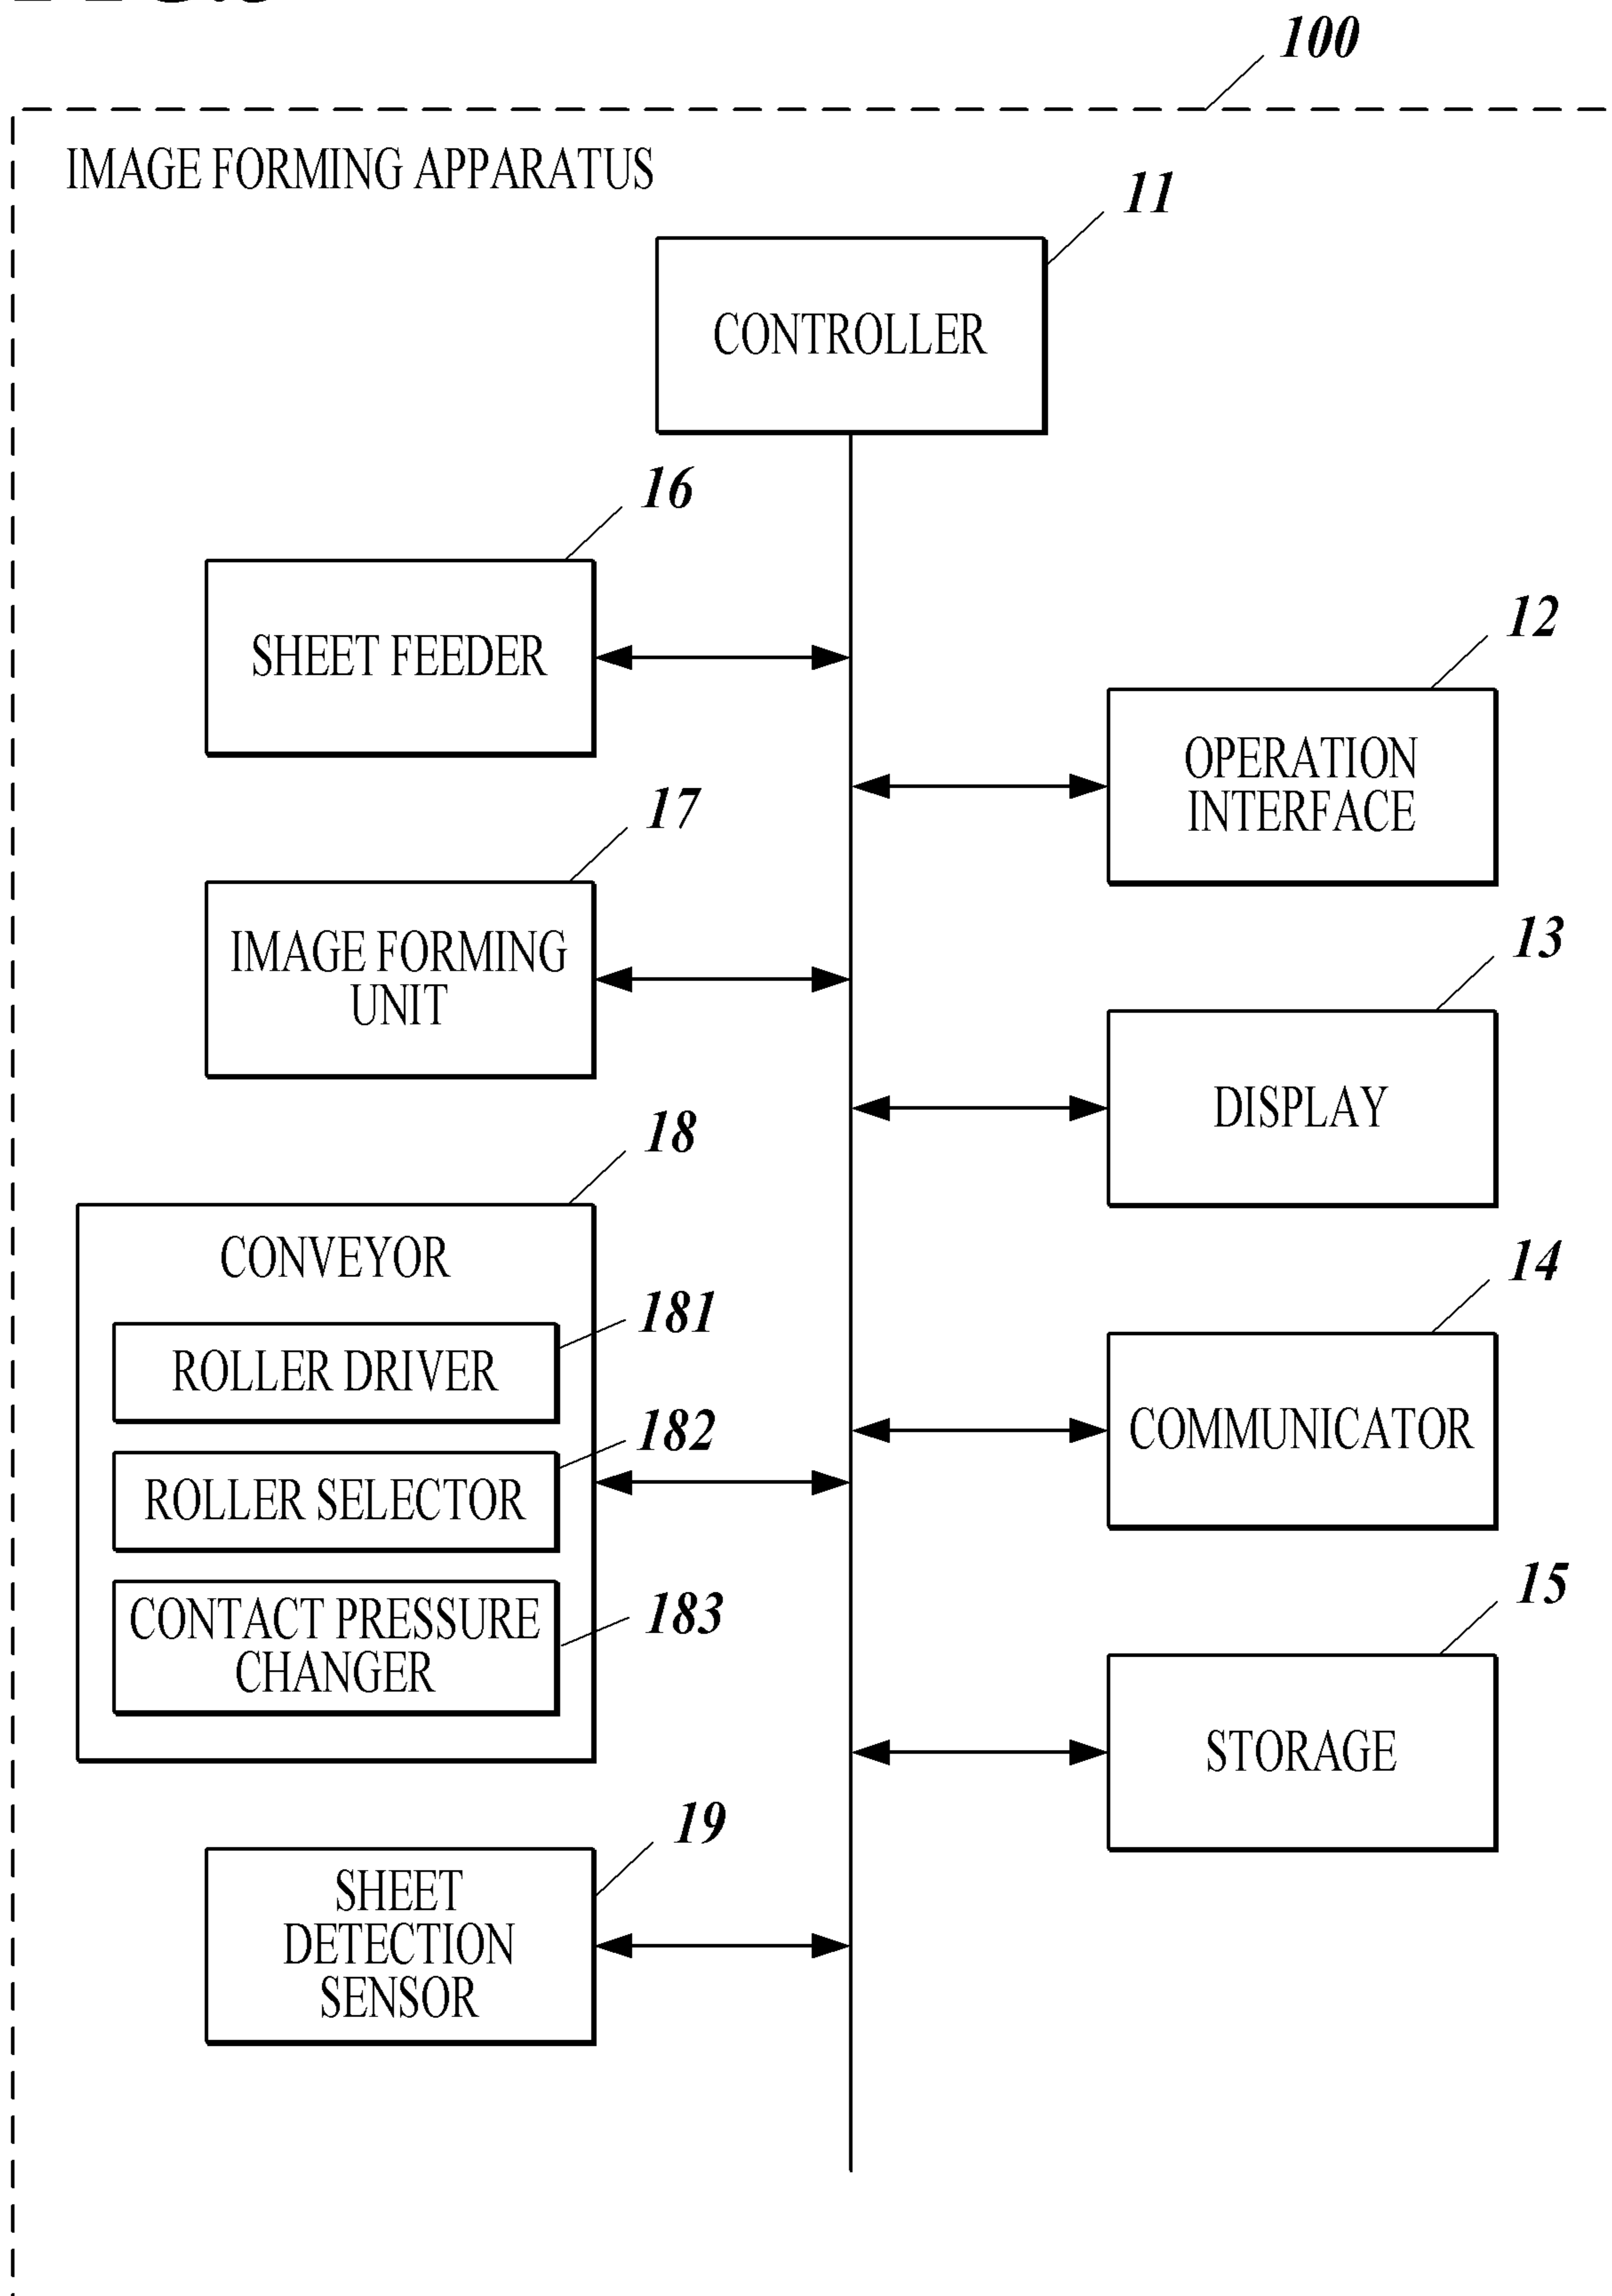 100
IMAGE FORMING APPARATUS
11
CONTROLLER
16
SHEET FEEDER
12
OPERATION
INTERFACE
17
IMAGE FORMING
UNIT
13
DISPLAY
18
CONVEYOR
181
ROLLER DRIVER
182
ROLLER SELECTOR
183
CONTACT PRESSURE
CHANGER
14
COMMUNICATOR
15
STORAGE
19
SHEET
DETECTION
SENSOR